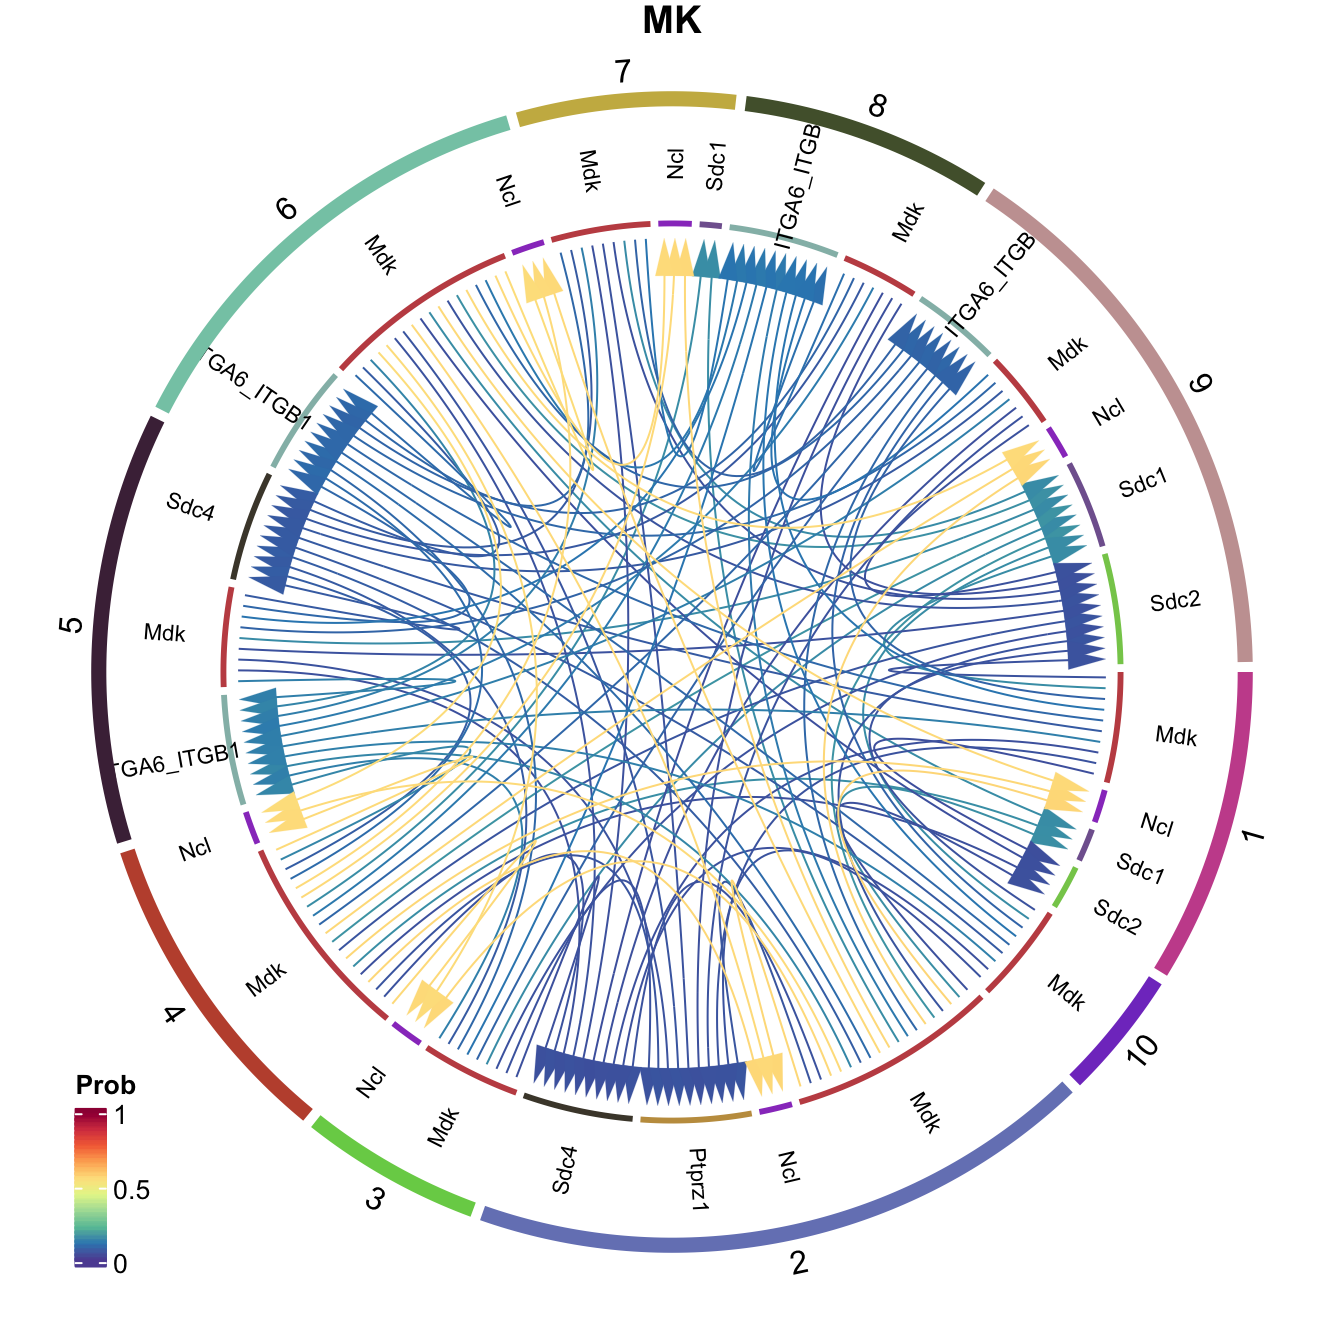 MK
7
8
9
1
10
2
3
4
5
6
Ncl
Mdk
Ncl
Sdc1
ITGA6_ITGB
Mdk
ITGA6_ITGB
Mdk
Ncl
Sdc1
Sdc2
Mdk
Ncl
Sdc1
Sdc2
Mdk
Mdk
Ncl
Ptprz1
Sdc4
Mdk
Ncl
Mdk
Ncl
TGA6_ITGB1
Mdk
Sdc4
TGA6_ITGB1
Mdk
Prob
1
0.5
0